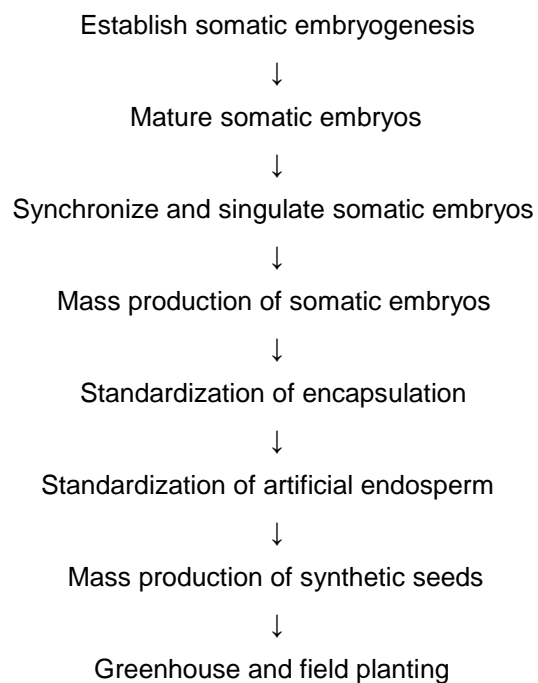 Establish somatic embryogenesis
↓
Mature somatic embryos
↓
Synchronize and singulate somatic embryos
↓
Mass production of somatic embryos
↓
Standardization of encapsulation
↓
Standardization of artificial endosperm
↓
Mass production of synthetic seeds
↓
Greenhouse and field planting